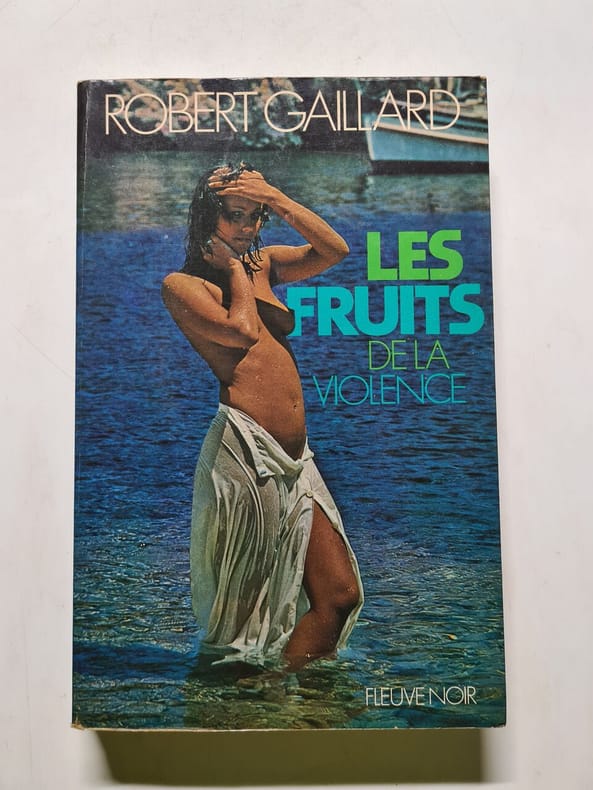 ROBERT GAILLARD
LES
FRUITS
DE LA
VIOLENCE
FLEUVE NOIR